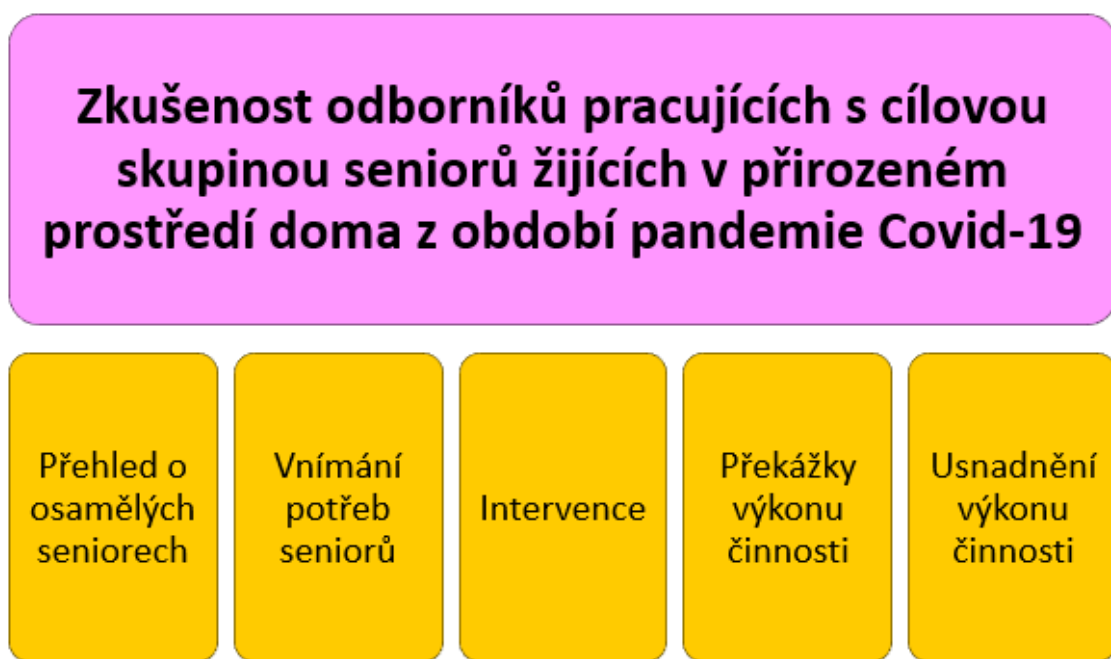 Zkušenost odborníků pracujících s cílovou
skupinou seniorů žijících v přirozeném
prostředí doma z období pandemie Covid-19
Přehled o
osamělých
seniorech
Vnímání
potřeb
seniorů
Intervence
Překážky
výkonu
činnosti
Usnadnění
výkonu
činnosti